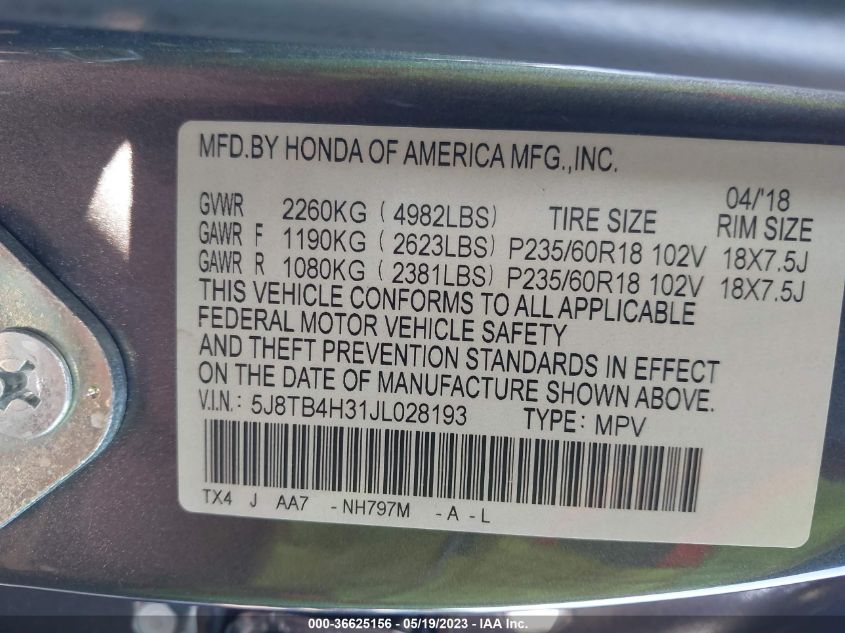 MFD.BY HONDA OF AMERICA MFG.,INC.
04/'18
GVWR 2260KG ( 4982LBS) TIRE SIZE RIM SIZE
GAWR F 1190KG ( 2623LBS) P235/60R18 102V 18X7.5J
GAWR R 1080KG ( 2381LBS) P235/60R18 102V 18X7.5J
THIS VEHICLE CONFORMS TO ALL APPLICABLE
FEDERAL MOTOR VEHICLE SAFETY
AND THEFT PREVENTION STANDARDS IN EFFECT
ON THE DATE OF MANUFACTURE SHOWN ABOVE.
V.I.N.: 5J8TB4H31JL028193 TYPE: MPV
TX4 J AA7 -NH797M -A -L
000-36625156 — 05/19/2023 — IAA Inc.